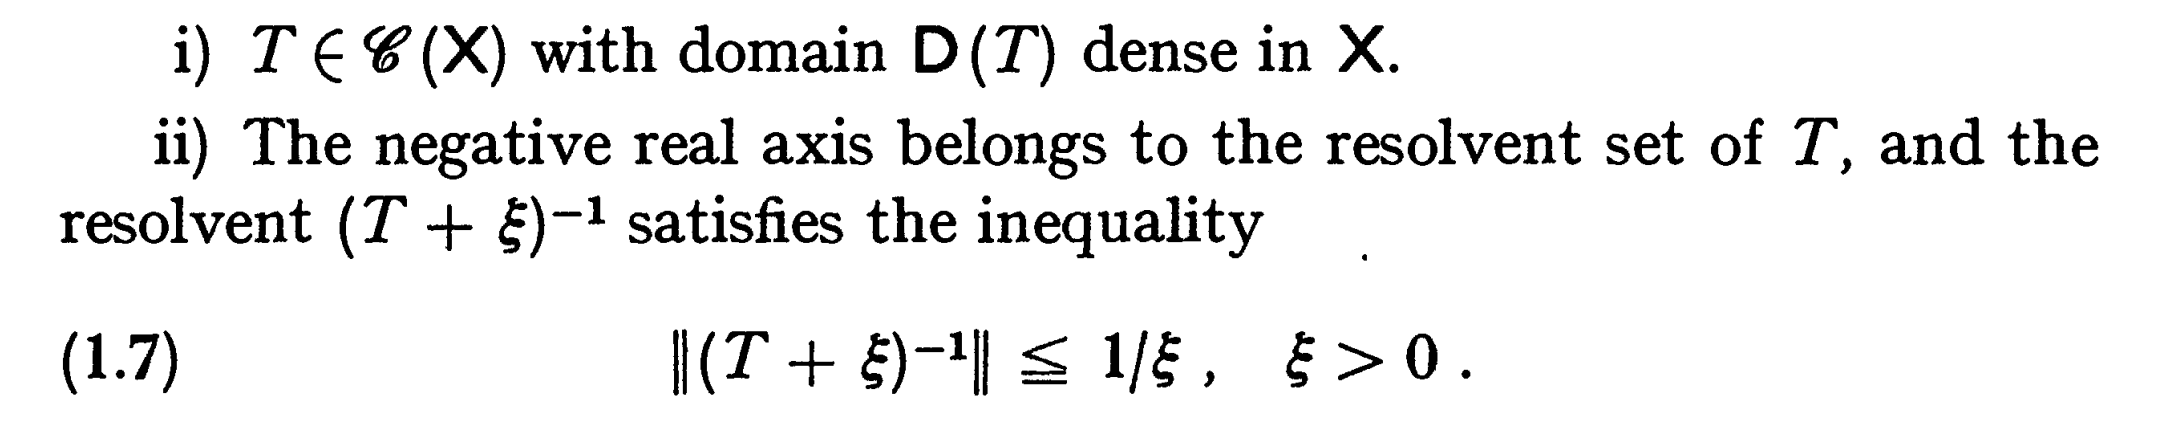 i) T ∈ 𝒞(X) with domain D(T) dense in X.
ii) The negative real axis belongs to the resolvent set of T, and the
resolvent (T + ξ)⁻¹ satisfies the inequality
(1.7) ‖(T + ξ)⁻¹‖ ≦ 1/ξ , ξ > 0 .